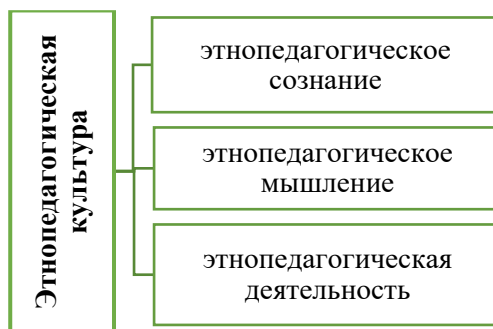 Этнопедагогическая
культура
этнопедагогическое
сознание
этнопедагогическое
мышление
этнопедагогическая
деятельность